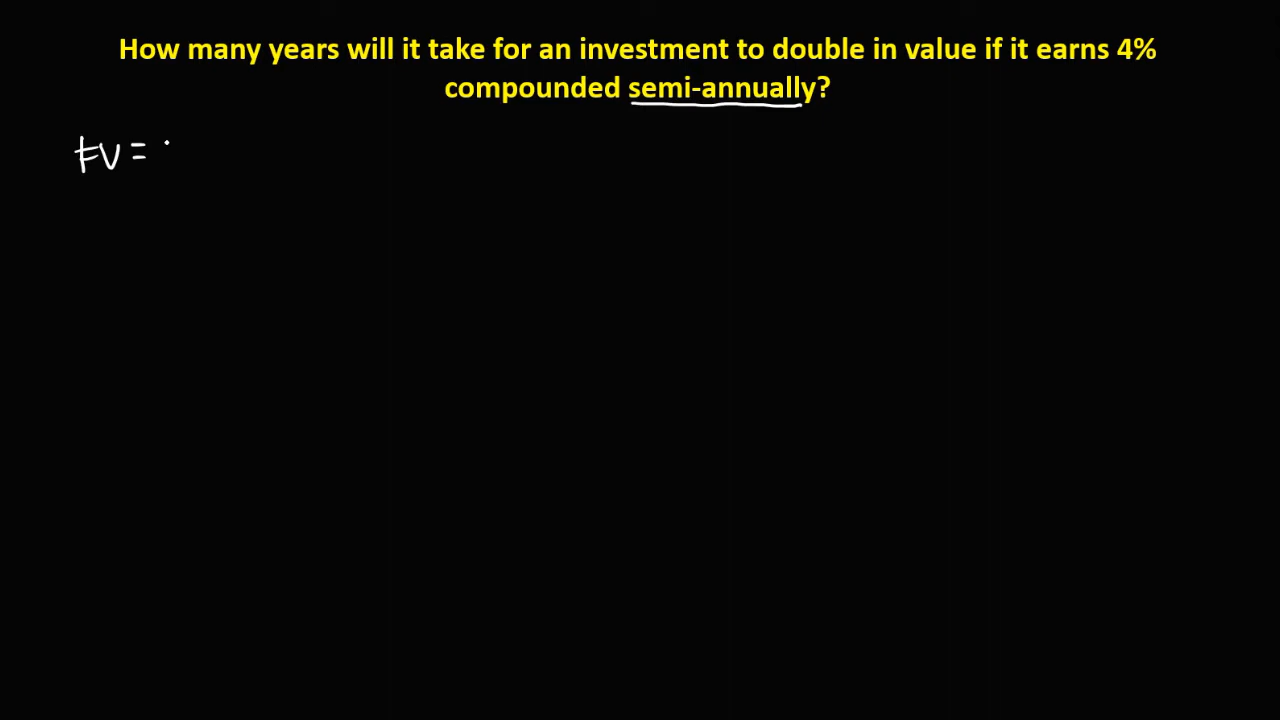 How many years will it take for an investment to double in value if it earns 4%
compounded semi-annually?
FV =